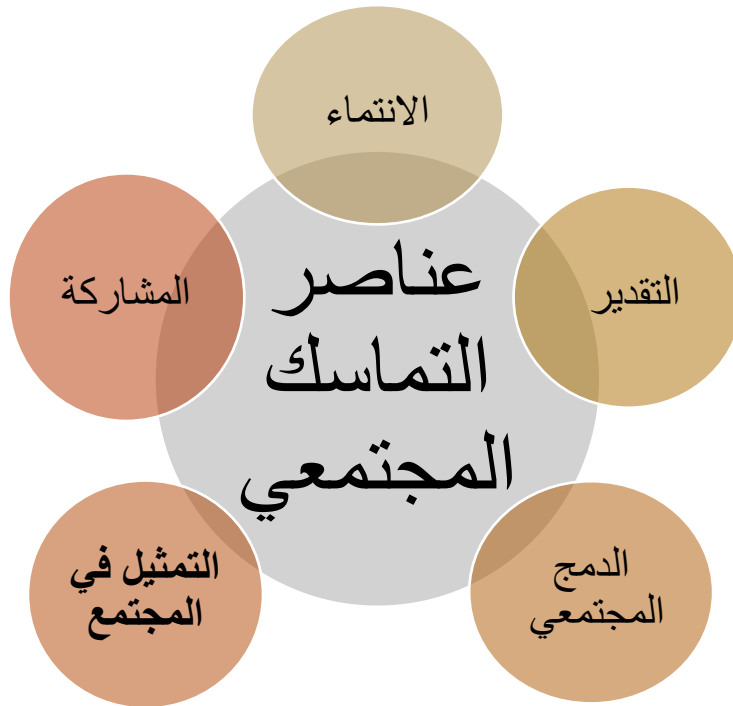 الانتماء
عناصر
التماسك
المجتمعي
التقدير
الدمج
المجتمعي
التمثيل في
المجتمع
المشاركة